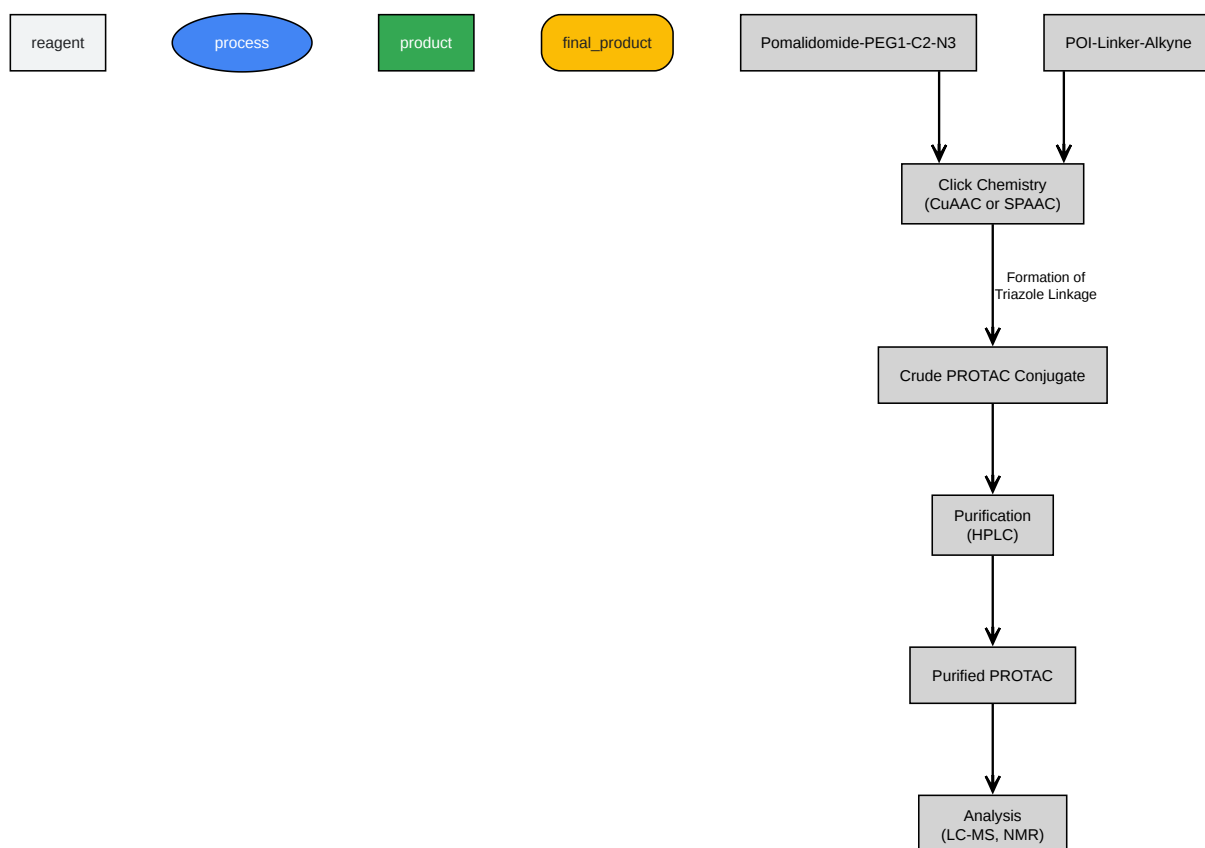 reagent
process
product
final_product
Pomalidomide-PEG1-C2-N3
POI-Linker-Alkyne
Click Chemistry
(CuAAC or SPAAC)
Formation of
Triazole Linkage
Crude PROTAC Conjugate
Purification
(HPLC)
Purified PROTAC
Analysis
(LC-MS, NMR)